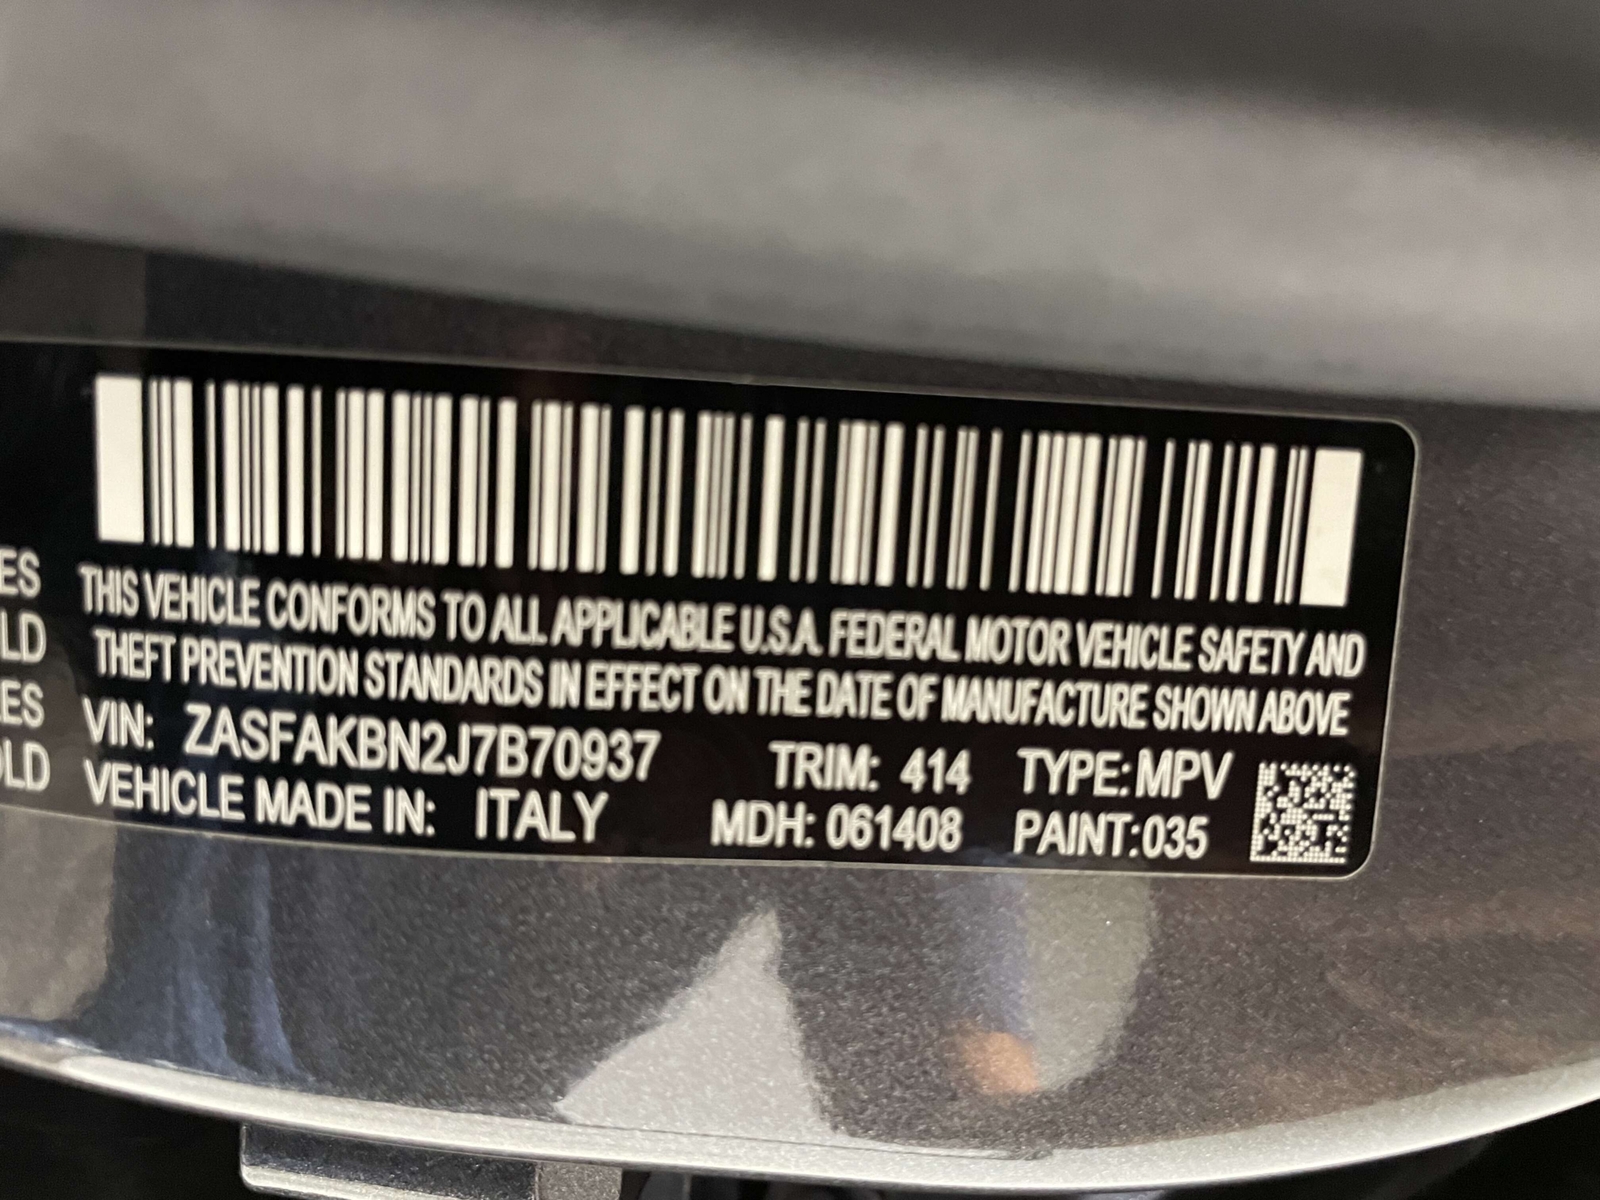 ES
THIS VEHICLE CONFORMS TO ALL APPLICABLE U.S.A. FEDERAL MOTOR VEHICLE SAFETY AND
LD
THEFT PREVENTION STANDARDS IN EFFECT ON THE DATE OF MANUFACTURE SHOWN ABOVE
ES
VIN: ZASFAKBN2J7B70937 TRIM: 414 TYPE: MPV
OLD
VEHICLE MADE IN: ITALY MDH: 061408 PAINT: 035